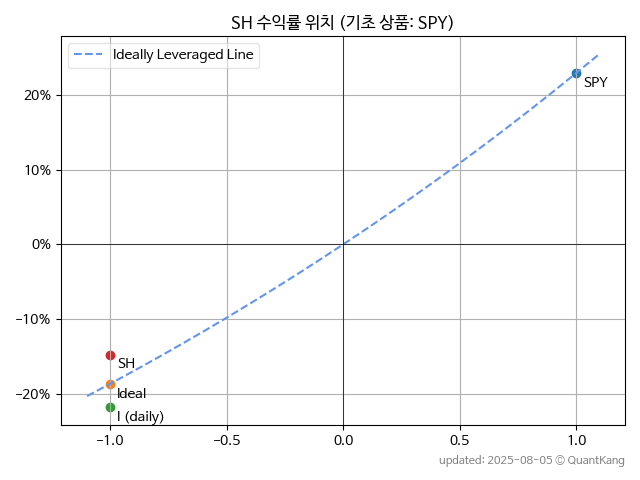 SH 수익률 위치 (기초 상품: SPY)
Ideally Leveraged Line
20%
10%
0%
−10%
−20%
SPY
SH
Ideal
I (daily)
−1.0 −0.5 0.0 0.5 1.0
updated: 2025-08-05 © QuantKang